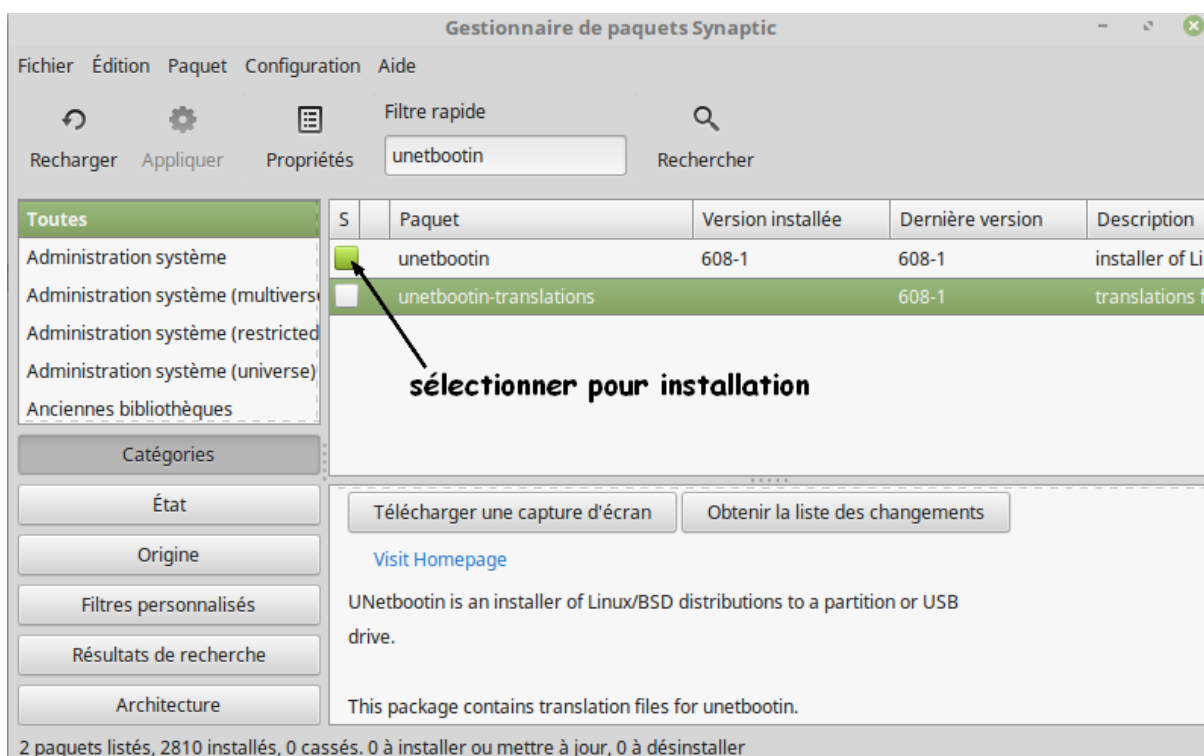 Gestionnaire de paquets Synaptic
Fichier Édition Paquet Configuration Aide
Filtre rapide
Recharger Appliquer Propriétés unetbootin Rechercher
Toutes
Administration système
Administration système (multiverse
Administration système (restricted
Administration système (universe)
Anciennes bibliothèques
Catégories
État
Origine
Filtres personnalisés
Résultats de recherche
Architecture
S Paquet Version installée Dernière version Description
unetbootin 608-1 608-1 installer of Li
unetbootin-translations 608-1 translations f
sélectionner pour installation
Télécharger une capture d'écran Obtenir la liste des changements
Visit Homepage
UNetbootin is an installer of Linux/BSD distributions to a partition or USB
drive.
This package contains translation files for unetbootin.
2 paquets listés, 2810 installés, 0 cassés. 0 à installer ou mettre à jour, 0 à désinstaller